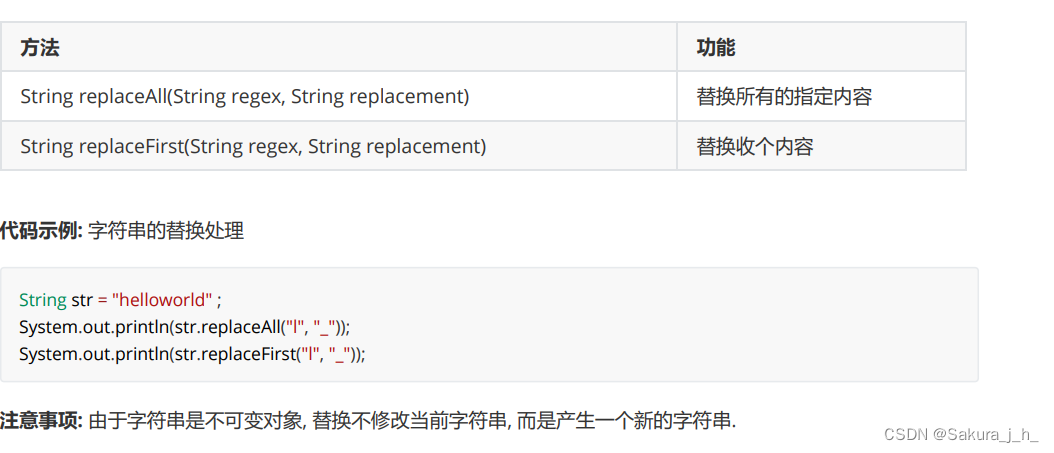 方法 功能
String replaceAll(String regex, String replacement) 替换所有的指定内容
String replaceFirst(String regex, String replacement) 替换收个内容
代码示例: 字符串的替换处理
String str = "helloworld" ;
System.out.println(str.replaceAll("l", "_"));
System.out.println(str.replaceFirst("l", "_"));
注意事项: 由于字符串是不可变对象, 替换不修改当前字符串, 而是产生一个新的字符串.
CSDN @Sakura_j_h_